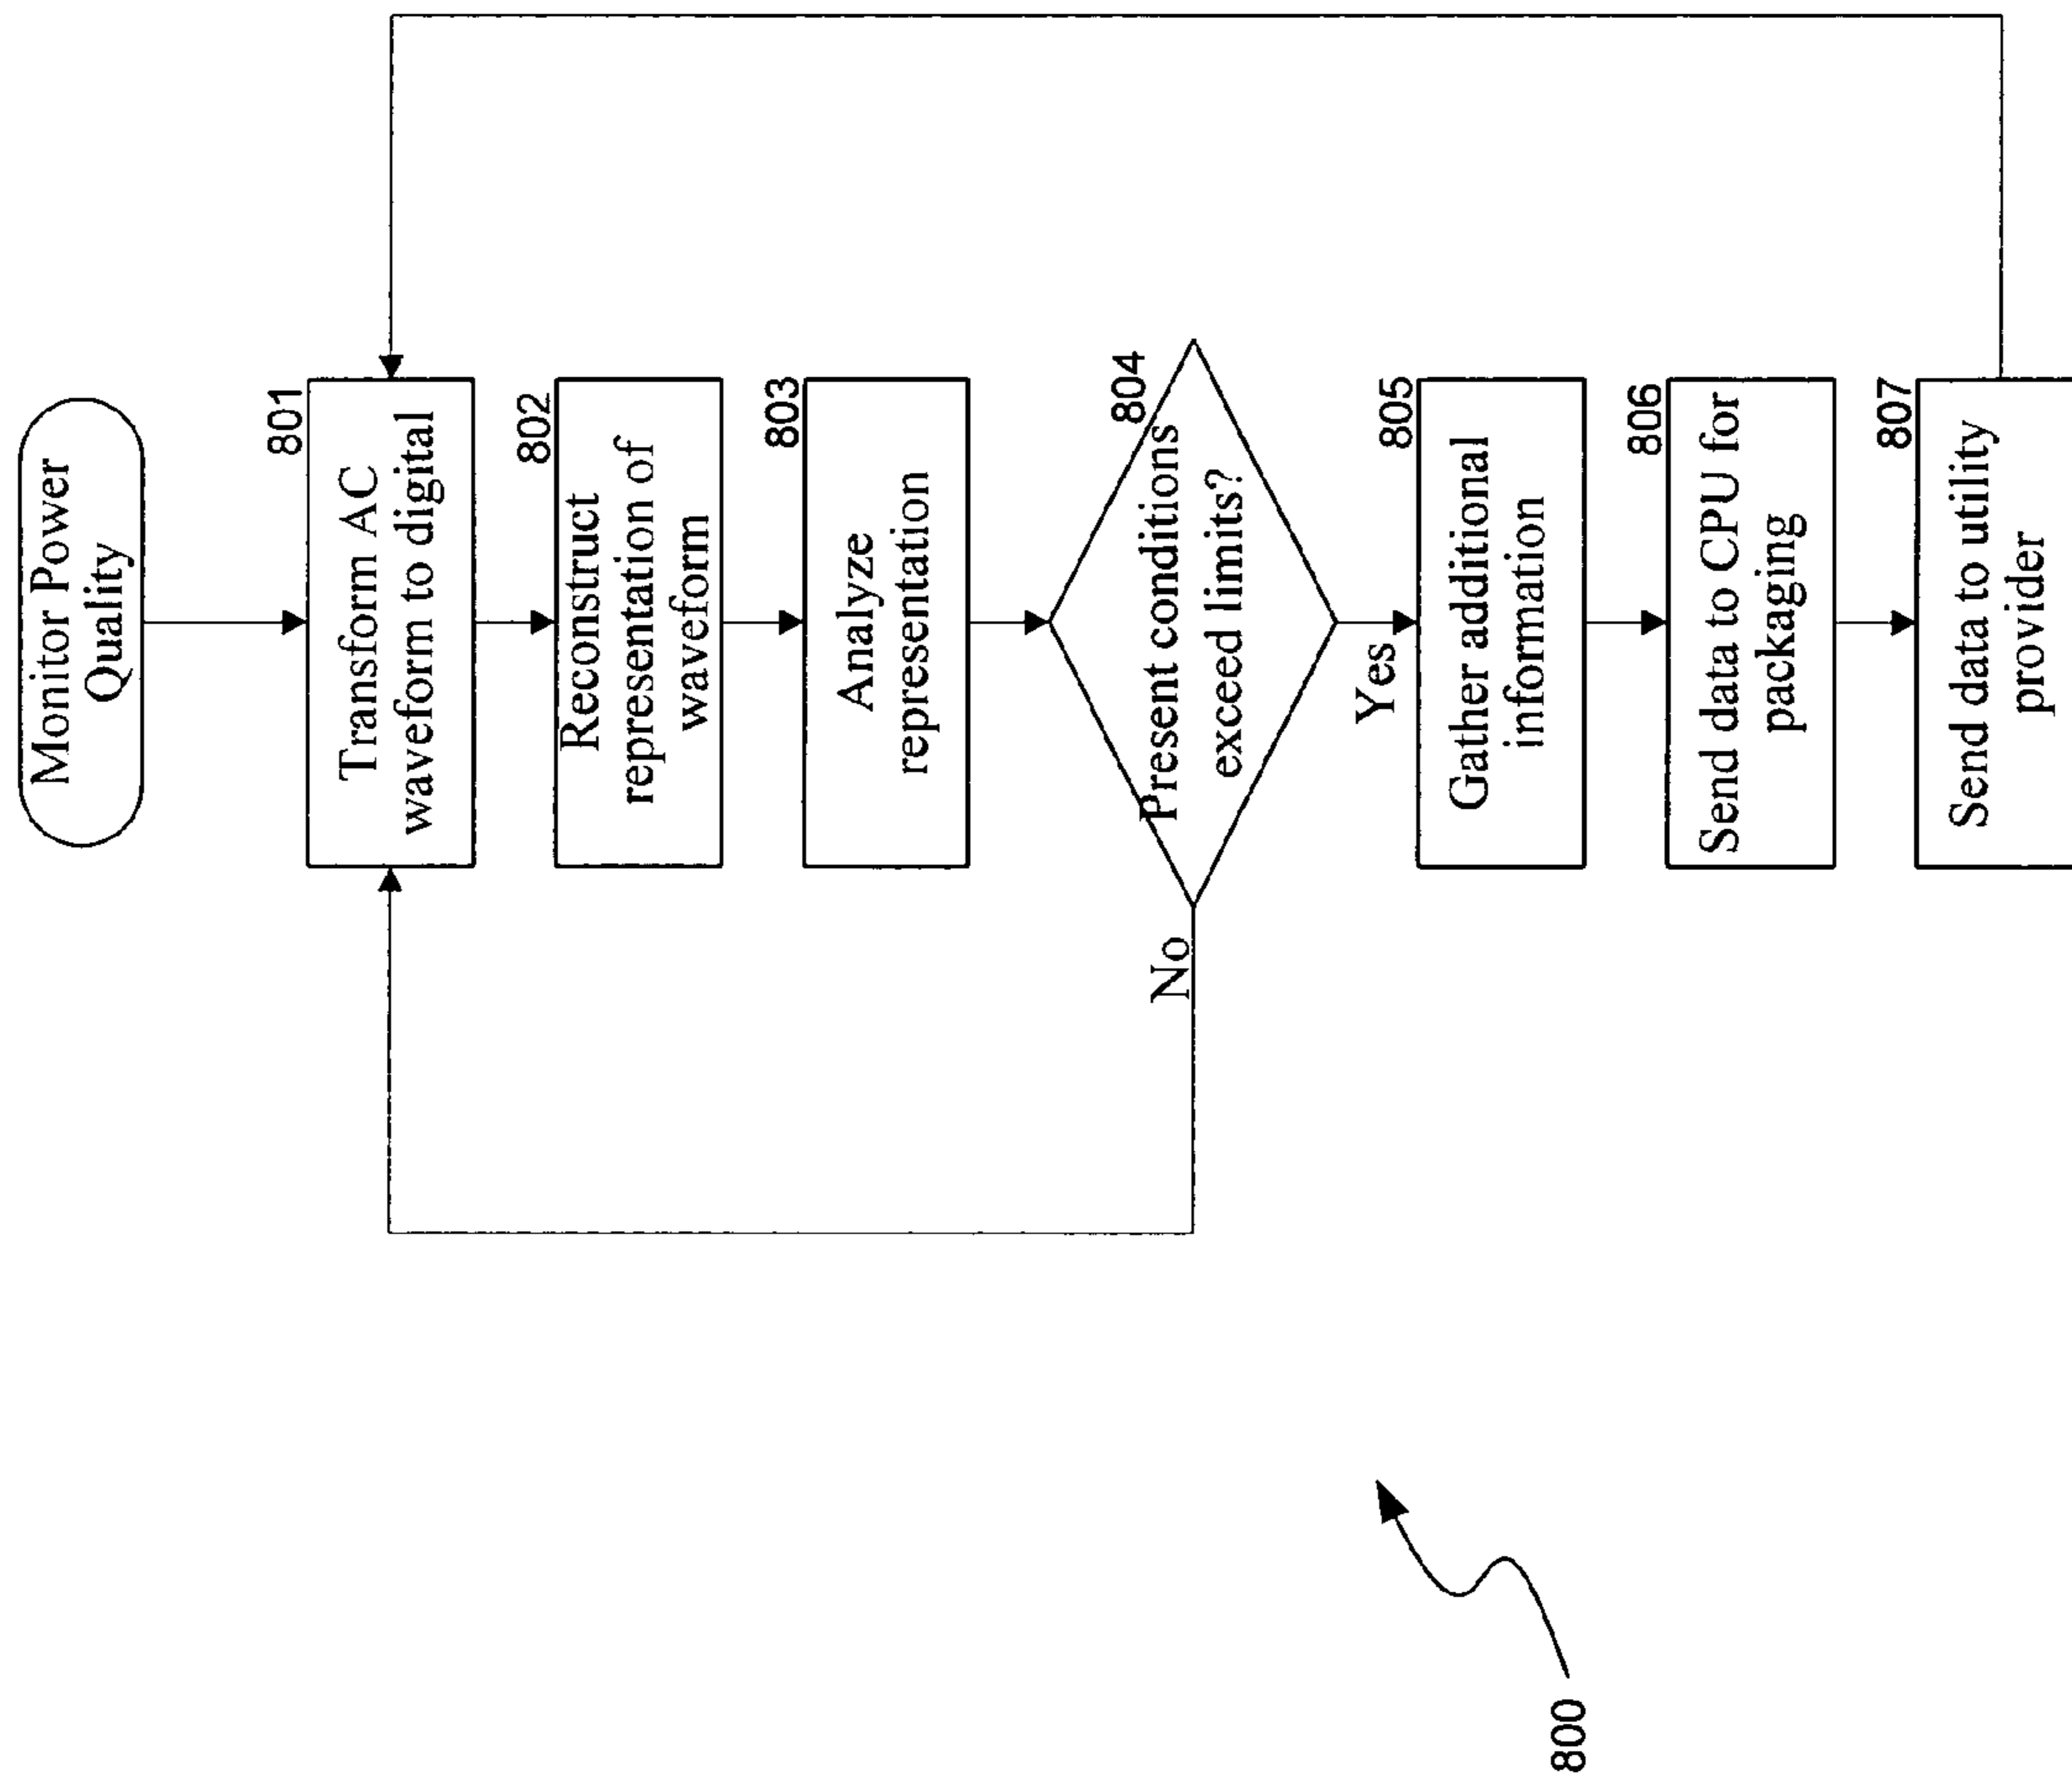 Monitor Power
Quality
801
Transform AC
waveform to digital
802
Reconstruct
representation of
waveform
803
Analyze
representation
804
Present conditions
exceed limits?
No
Yes
805
Gather additional
information
806
Send data to CPU for
packaging
807
Send data to utility
provider
800